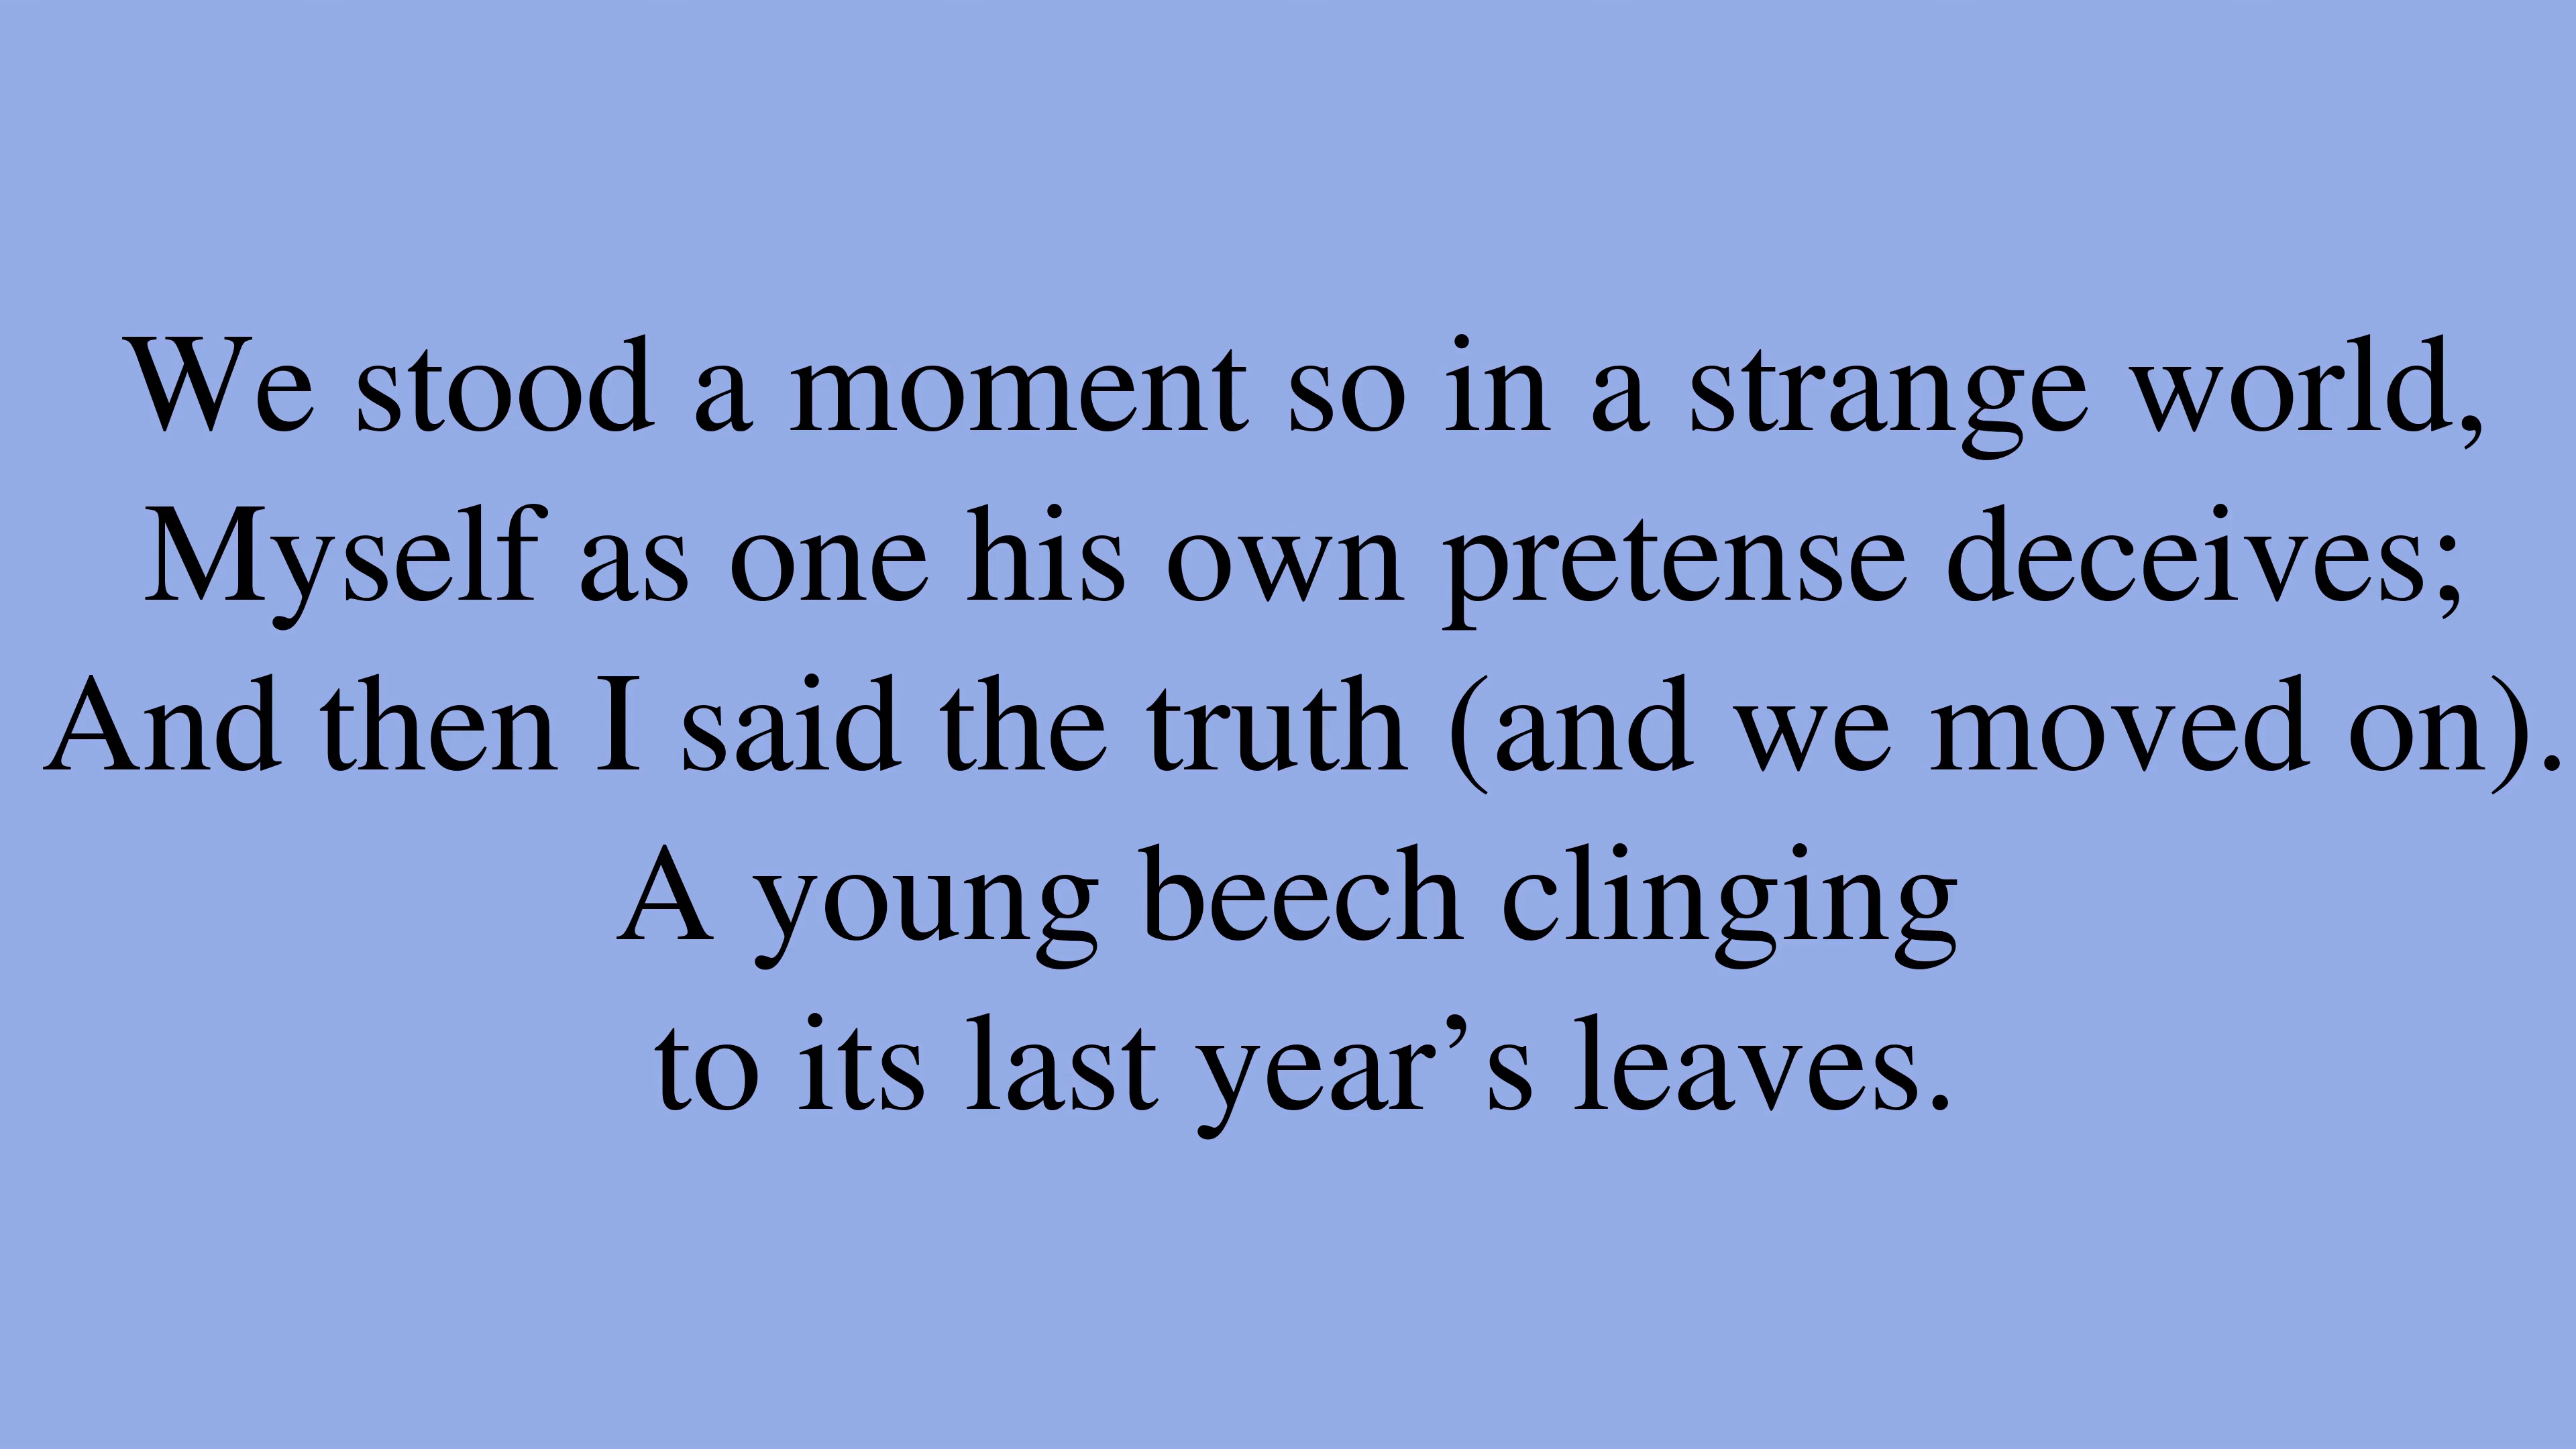 We stood a moment so in a strange world,
Myself as one his own pretense deceives;
And then I said the truth (and we moved on).
A young beech clinging
to its last year’s leaves.